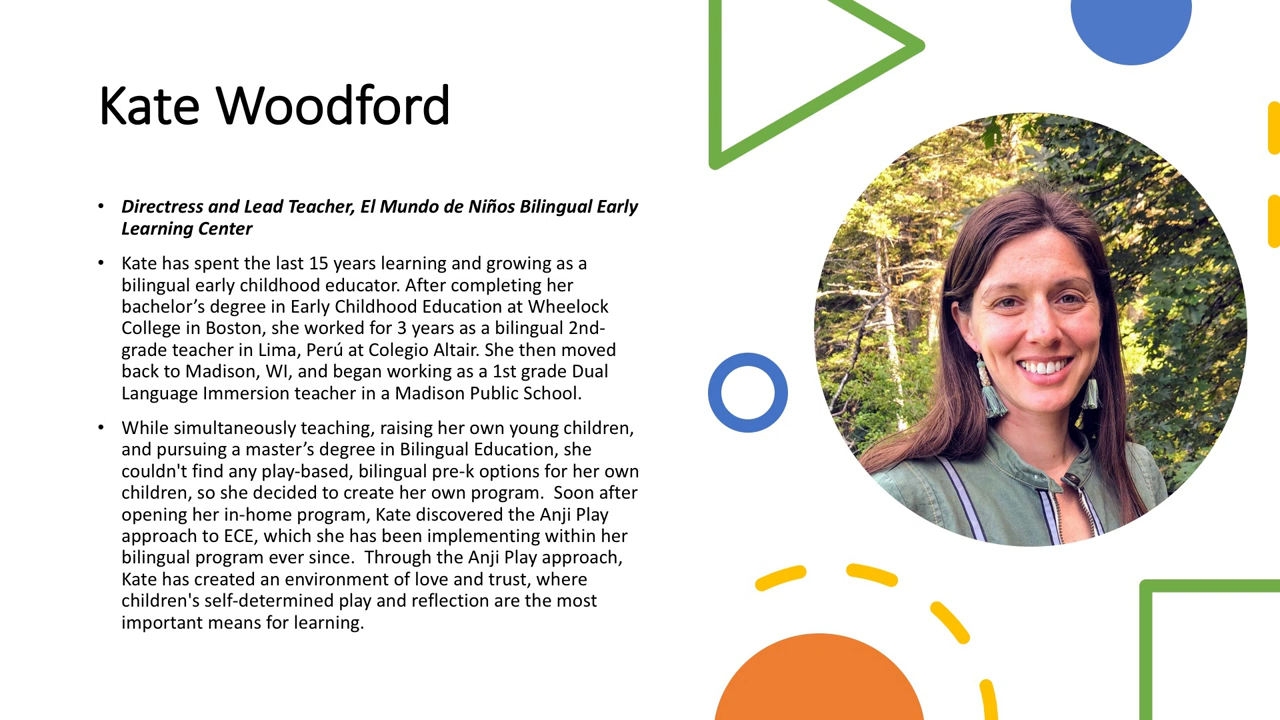 Kate Woodford
• Directress and Lead Teacher, El Mundo de Niños Bilingual Early
Learning Center
• Kate has spent the last 15 years learning and growing as a
bilingual early childhood educator. After completing her
bachelor’s degree in Early Childhood Education at Wheelock
College in Boston, she worked for 3 years as a bilingual 2nd-
grade teacher in Lima, Perú at Colegio Altair. She then moved
back to Madison, WI, and began working as a 1st grade Dual
Language Immersion teacher in a Madison Public School.
• While simultaneously teaching, raising her own young children,
and pursuing a master’s degree in Bilingual Education, she
couldn't find any play-based, bilingual pre-k options for her own
children, so she decided to create her own program.  Soon after
opening her in-home program, Kate discovered the Anji Play
approach to ECE, which she has been implementing within her
bilingual program ever since.  Through the Anji Play approach,
Kate has created an environment of love and trust, where
children's self-determined play and reflection are the most
important means for learning.